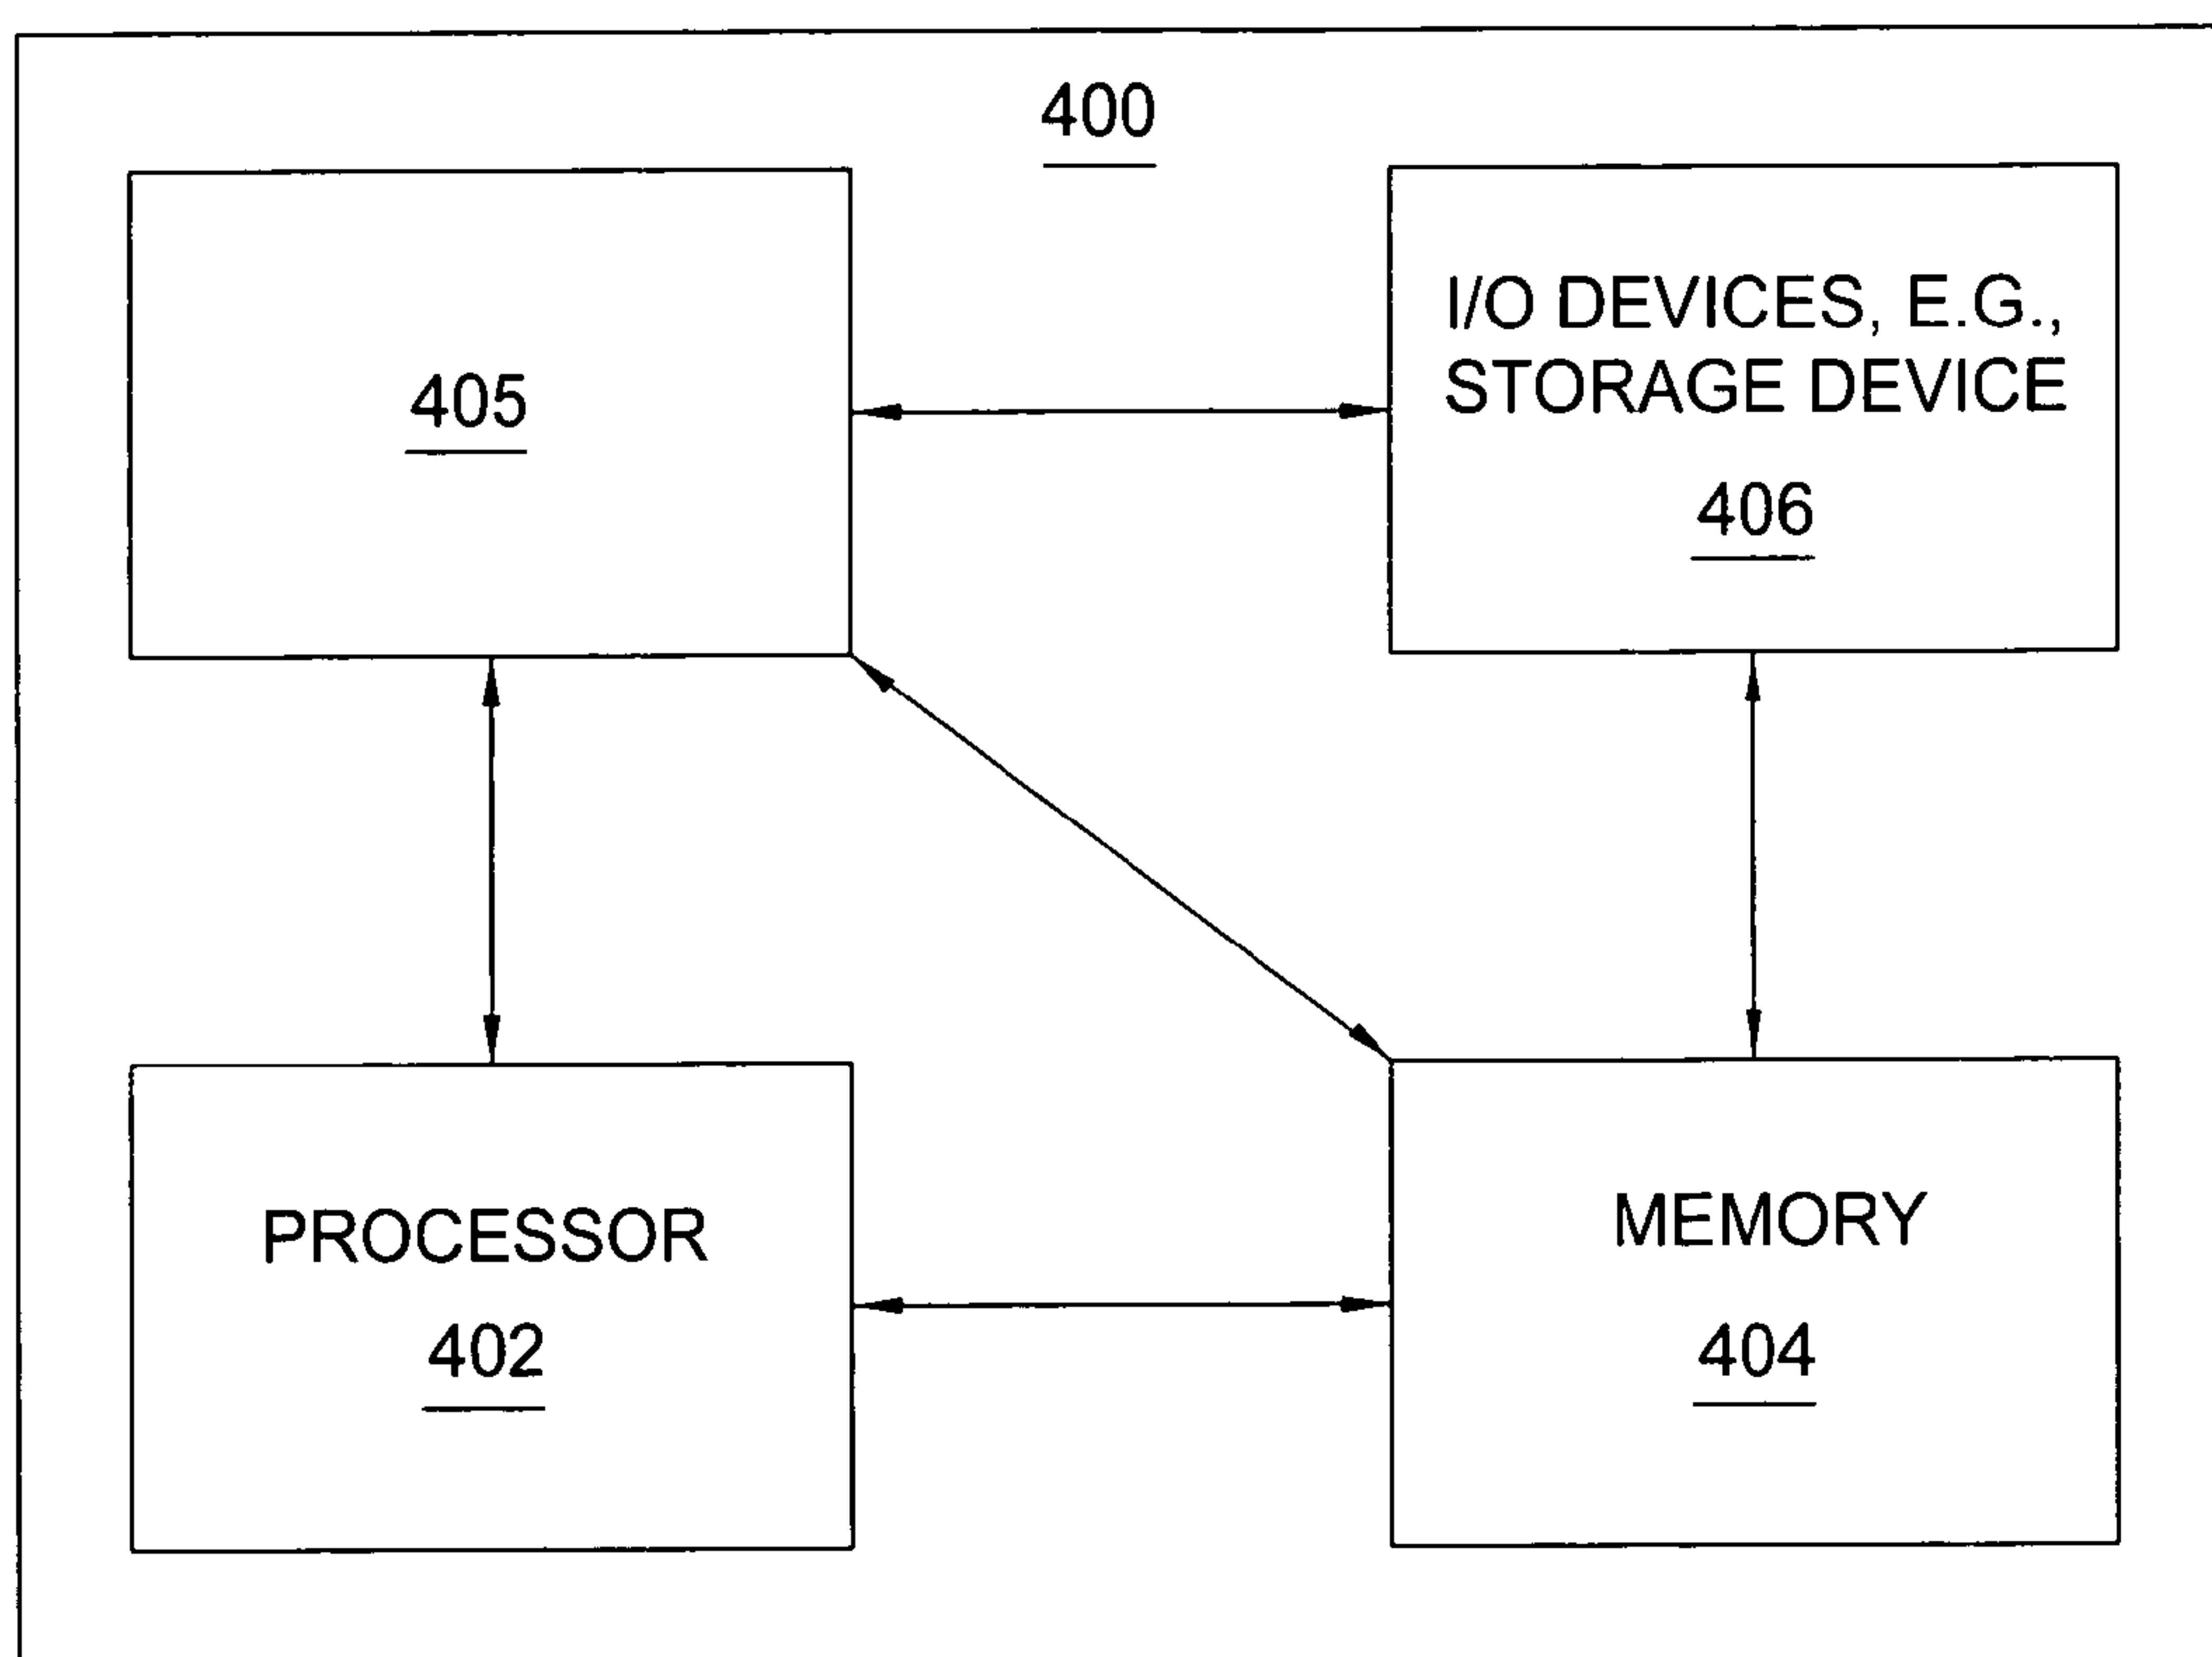 400
405
I/O DEVICES, E.G.,
STORAGE DEVICE
406
PROCESSOR
402
MEMORY
404